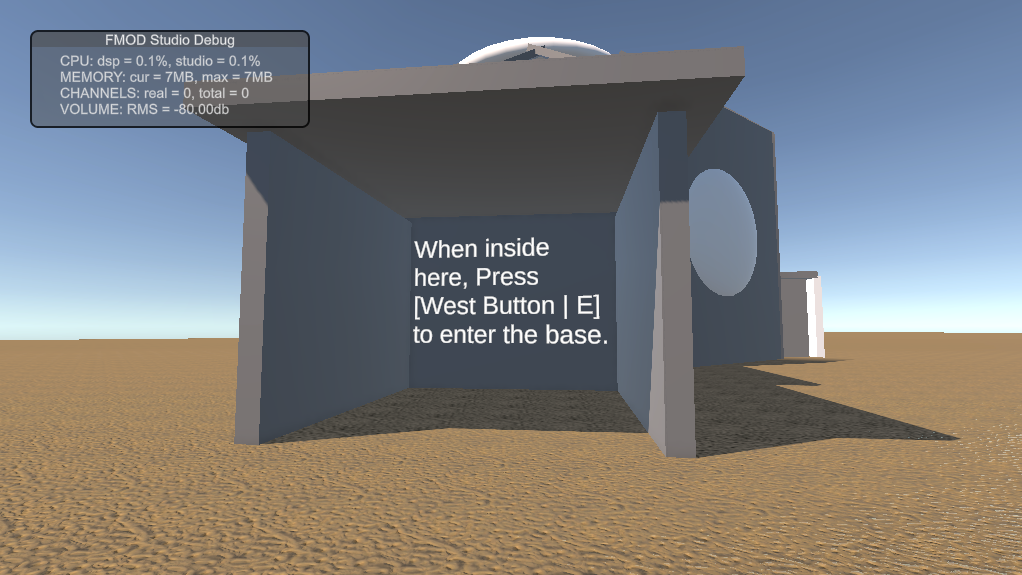 FMOD Studio Debug
CPU: dsp = 0.1%, studio = 0.1%
MEMORY: cur = 7MB, max = 7MB
CHANNELS: real = 0, total = 0
VOLUME: RMS = -80.00db
When inside
here, Press
[West Button | E]
to enter the base.